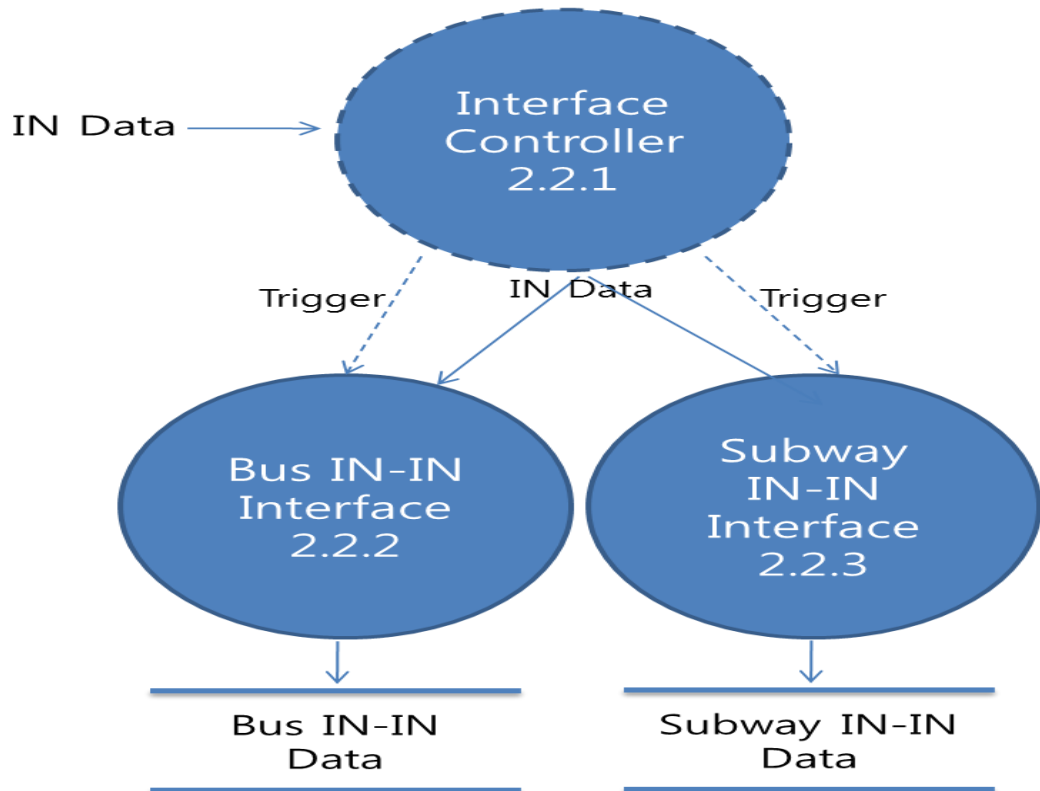 Interface
Controller
2.2.1
IN Data
Trigger
IN Data
Trigger
Bus IN-IN
Interface
2.2.2
Subway
IN-IN
Interface
2.2.3
Bus IN-IN
Data
Subway IN-IN
Data